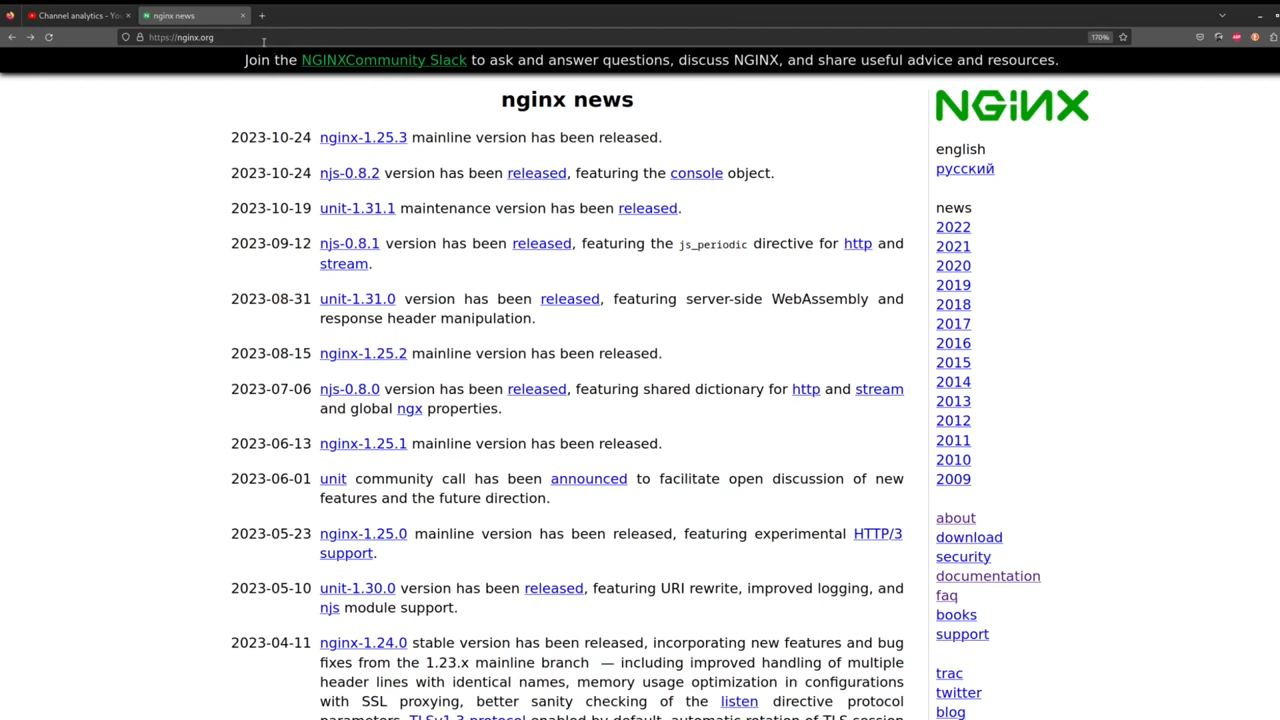 Channel analytics - You
nginx news
https://nginx.org
170%
Join the NGINXCommunity Slack to ask and answer questions, discuss NGINX, and share useful advice and resources.
nginx news
2023-10-24 nginx-1.25.3 mainline version has been released.
2023-10-24 njs-0.8.2 version has been released, featuring the console object.
2023-10-19 unit-1.31.1 maintenance version has been released.
2023-09-12 njs-0.8.1 version has been released, featuring the js_periodic directive for http and
stream.
2023-08-31 unit-1.31.0 version has been released, featuring server-side WebAssembly and
response header manipulation.
2023-08-15 nginx-1.25.2 mainline version has been released.
2023-07-06 njs-0.8.0 version has been released, featuring shared dictionary for http and stream
and global ngx properties.
2023-06-13 nginx-1.25.1 mainline version has been released.
2023-06-01 unit community call has been announced to facilitate open discussion of new
features and the future direction.
2023-05-23 nginx-1.25.0 mainline version has been released, featuring experimental HTTP/3
support.
2023-05-10 unit-1.30.0 version has been released, featuring URI rewrite, improved logging, and
njs module support.
2023-04-11 nginx-1.24.0 stable version has been released, incorporating new features and bug
fixes from the 1.23.x mainline branch — including improved handling of multiple
header lines with identical names, memory usage optimization in configurations
with SSL proxying, better sanity checking of the listen directive protocol
parameters, TLSv1.3 protocol enabled by default, automatic rotation of TLS session
NGINX
english
русский
news
2022
2021
2020
2019
2018
2017
2016
2015
2014
2013
2012
2011
2010
2009
about
download
security
documentation
faq
books
support
trac
twitter
blog